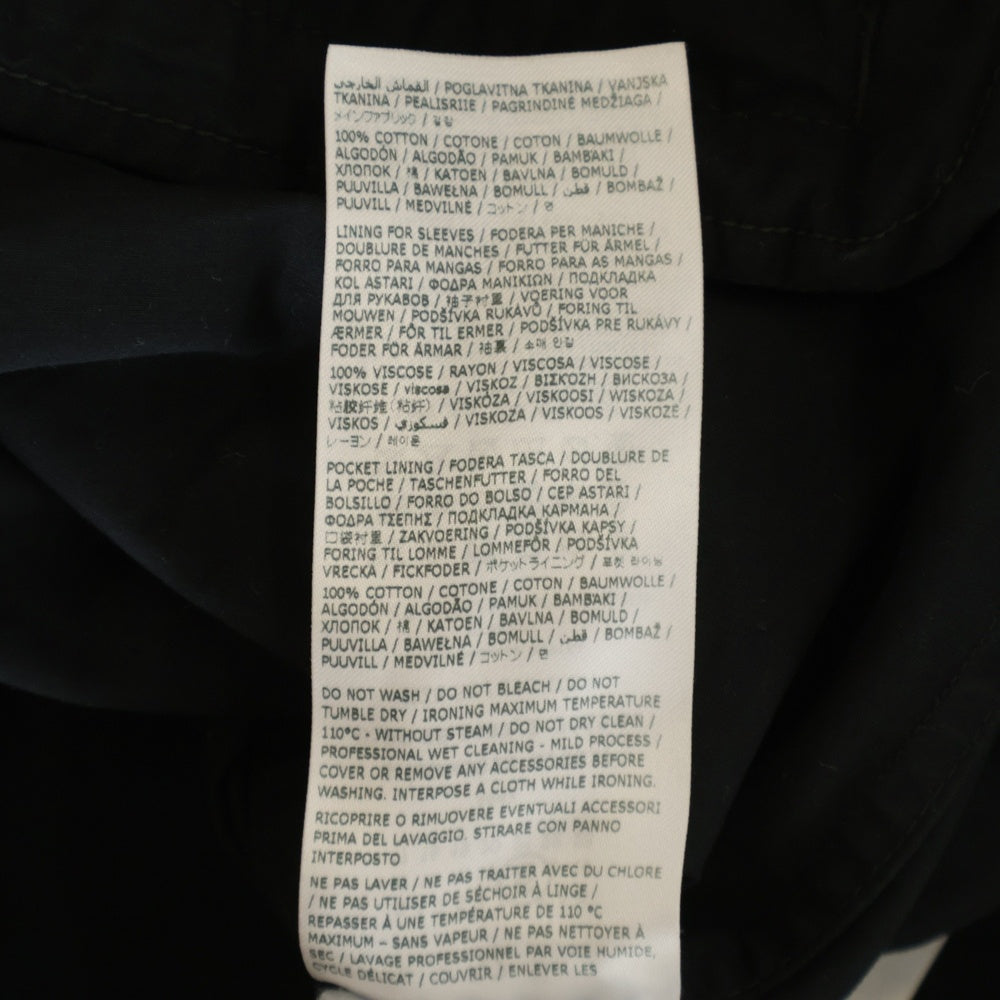 القماش الخارجي / POGLAVITNA TKANINA / VANJSKA
TKANINA / PEALISRIIE / PAGRINDINĖ MEDŽIAGA /
メインファブリック / 겉감
100% COTTON / COTONE / COTON / BAUMWOLLE /
ALGODÓN / ALGODÃO / PAMUK / ΒΑΜΒΆΚΙ /
ХЛОПОК / 棉 / KATOEN / BAVLNA / BOMULD /
PUUVILLA / BAWEŁNA / BOMULL / قطن / BOMBAŽ /
PUUVILL / MEDVILNĖ / コットン / 면
LINING FOR SLEEVES / FODERA PER MANICHE /
DOUBLURE DE MANCHES / FUTTER FÜR ÄRMEL /
FORRO PARA MANGAS / FORRO PARA AS MANGAS /
KOL ASTARI / ΦΟΔΡΑ ΜΑΝΙΚΙΩΝ / ПОДКЛАДКА
ДЛЯ РУКАВОВ / 袖子衬里 / VOERING VOOR
MOUWEN / PODŠÍVKA RUKÁVŮ / FORING TIL
ÆRMER / FÔR TIL ERMER / PODŠÍVKA PRE RUKÁVY /
FODER FÖR ÄRMAR / 袖裏 / 소매 안감
100% VISCOSE / RAYON / VISCOSA / VISCOSE /
VISKOSE / viscosa / VISKOZ / ΒΙΣΚΌΖΗ / ВИСКОЗА /
粘胶纤维(粘纤) / VISKÓZA / VISKOOSI / WISKOZA /
VISKOS / فسكوزي / VISKOZA / VISKOOS / VISKOZĖ /
レーヨン / 레이온
POCKET LINING / FODERA TASCA / DOUBLURE DE
LA POCHE / TASCHENFUTTER / FORRO DEL
BOLSILLO / FORRO DO BOLSO / CEP ASTARI /
ΦΟΔΡΑ ΤΣΕΠΗΣ / ПОДКЛАДКА КАРМАНА /
口袋衬里 / ZAKVOERING / PODŠÍVKA KAPSY /
FORING TIL LOMME / LOMMEFÔR / PODŠÍVKA
VRECKA / FICKFODER / ポケットライニング / 포켓 라이닝
100% COTTON / COTONE / COTON / BAUMWOLLE /
ALGODÓN / ALGODÃO / PAMUK / ΒΑΜΒΆΚΙ /
ХЛОПОК / 棉 / KATOEN / BAVLNA / BOMULD /
PUUVILLA / BAWEŁNA / BOMULL / قطن / BOMBAŽ /
PUUVILL / MEDVILNĖ / コットン / 면
DO NOT WASH / DO NOT BLEACH / DO NOT
TUMBLE DRY / IRONING MAXIMUM TEMPERATURE
110°C - WITHOUT STEAM / DO NOT DRY CLEAN /
PROFESSIONAL WET CLEANING - MILD PROCESS /
COVER OR REMOVE ANY ACCESSORIES BEFORE
WASHING. INTERPOSE A CLOTH WHILE IRONING.
RICOPRIRE O RIMUOVERE EVENTUALI ACCESSORI
PRIMA DEL LAVAGGIO. STIRARE CON PANNO
INTERPOSTO
NE PAS LAVER / NE PAS TRAITER AVEC DU CHLORE
/ NE PAS UTILISER DE SÉCHOIR À LINGE /
REPASSER À UNE TEMPÉRATURE DE 110 °C
MAXIMUM – SANS VAPEUR / NE PAS NETTOYER À
SEC / LAVAGE PROFESSIONNEL PAR VOIE HUMIDE,
CYCLE DÉLICAT / COUVRIR / ENLEVER LES